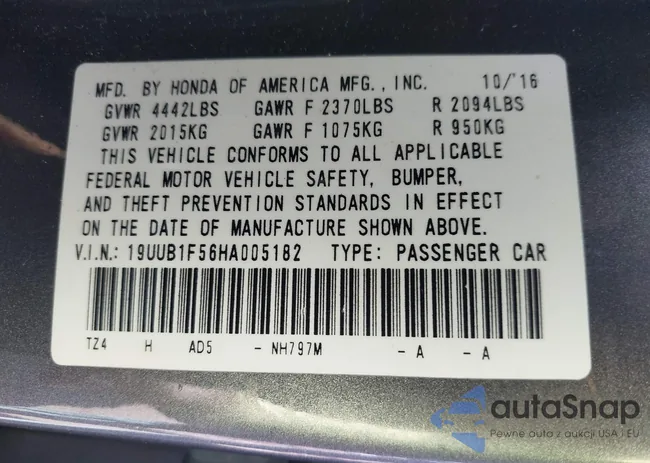 MFD. BY HONDA OF AMERICA MFG., INC. 10/'16
GVWR 4442LBS GAWR F 2370LBS R 2094LBS
GVWR 2015KG GAWR F 1075KG R 950KG
THIS VEHICLE CONFORMS TO ALL APPLICABLE
FEDERAL MOTOR VEHICLE SAFETY, BUMPER,
AND THEFT PREVENTION STANDARDS IN EFFECT
ON THE DATE OF MANUFACTURE SHOWN ABOVE.
V.I.N.: 19UUB1F56HA005182 TYPE: PASSENGER CAR
TZ4 H AD5 - NH797M - A - A
autaSnap
Pewne auta z aukcji USA i EU